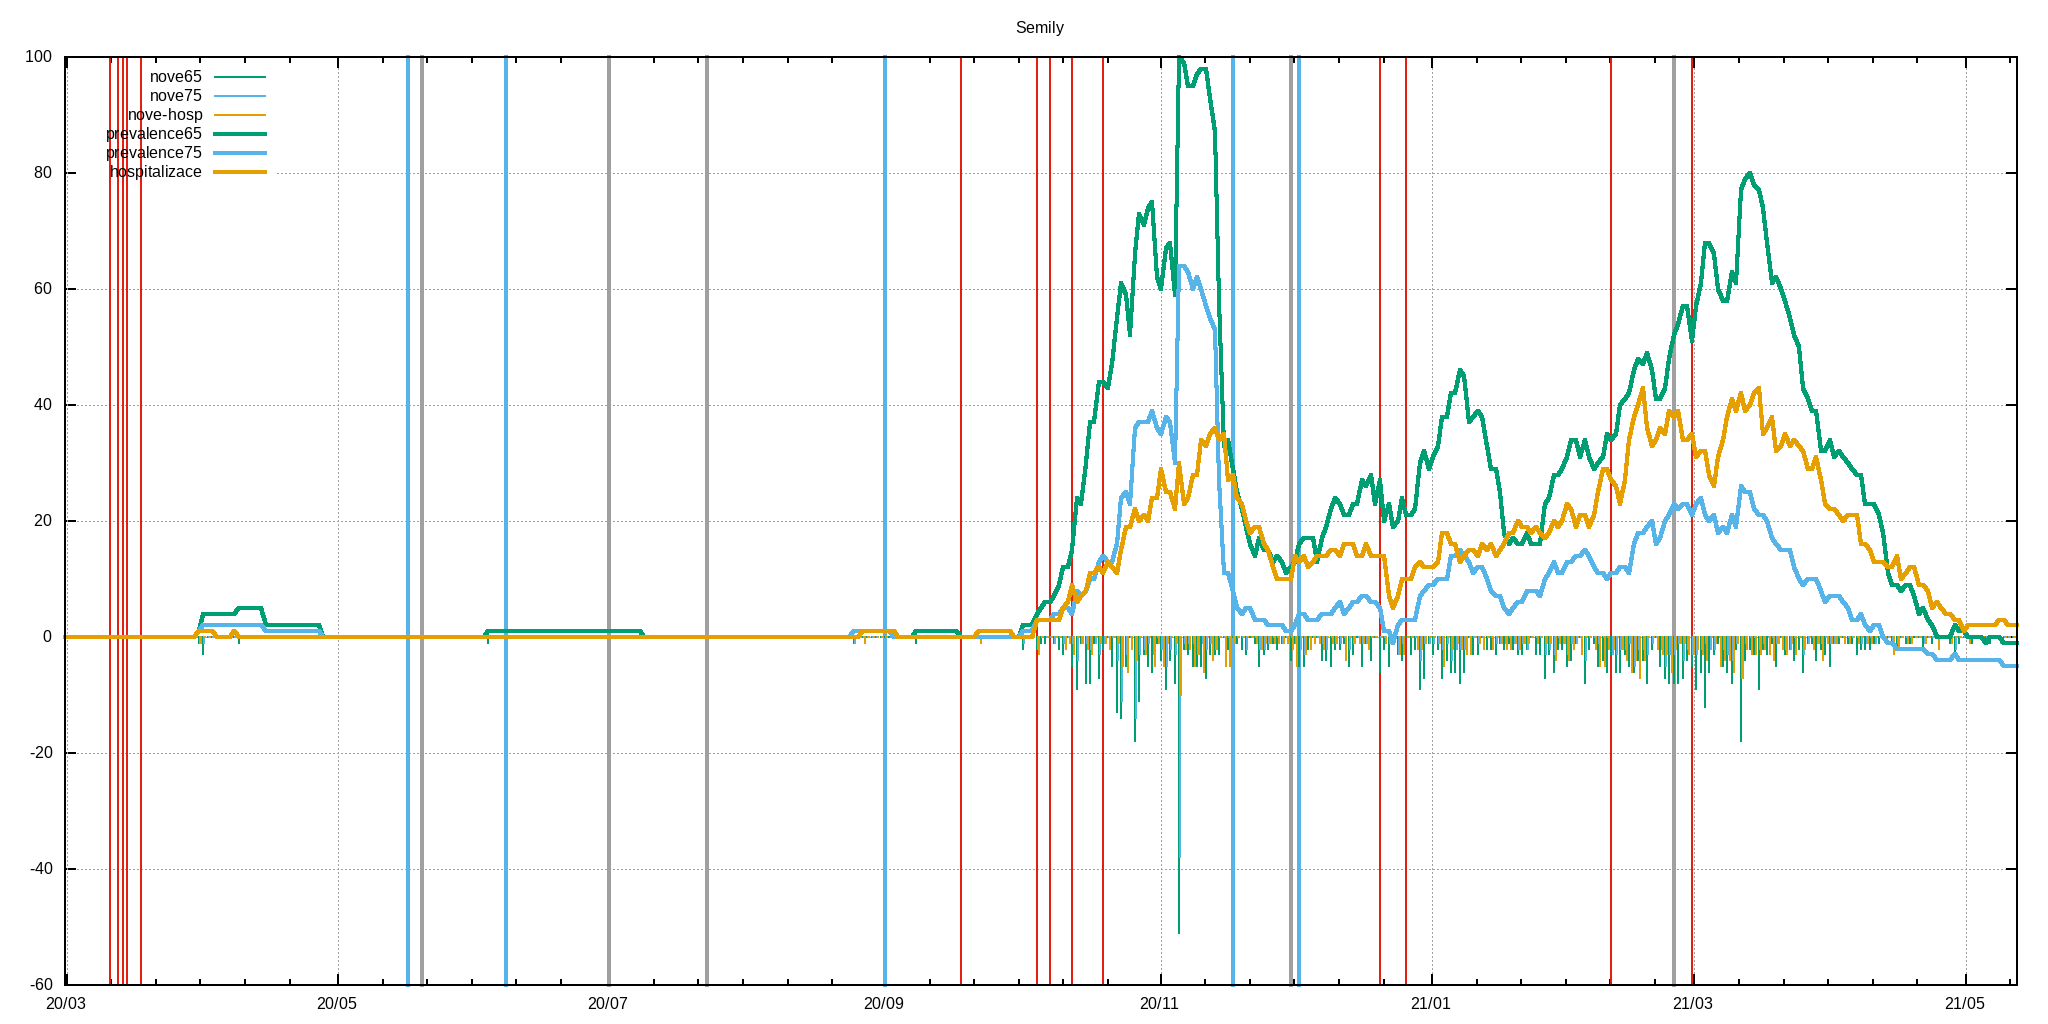 Semily
100
nove65
nove75
nove-hosp
prevalence65
prevalence75
hospitalizace
80
60
40
20
0
-20
-40
-60
20/03 20/05 20/07 20/09 20/11 21/01 21/03 21/05